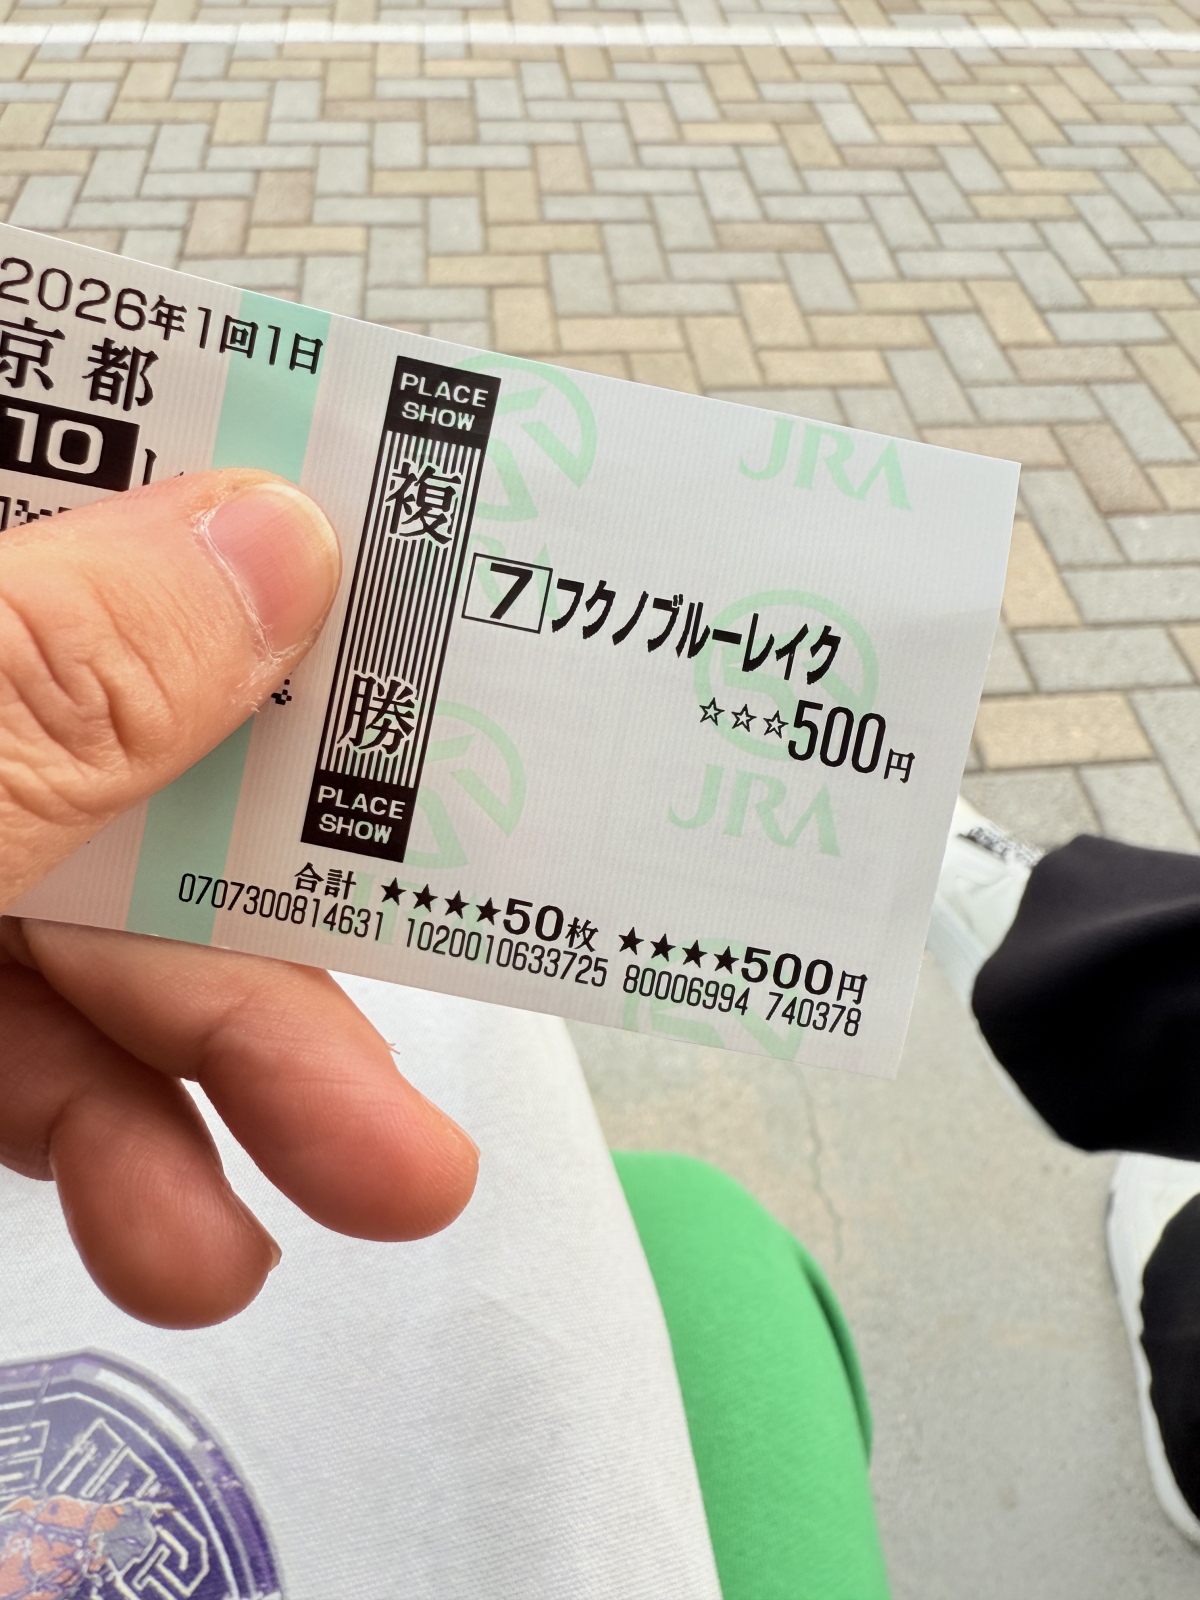 2026年1回1日
京都
10
PLACE
SHOW
複
勝
PLACE
SHOW
7 フクノブルーレイク
☆☆☆500円
合計 ★★★★50枚 ★★★★500円
0707300814631 1020010633725 80006994 740378
JRA
JRA